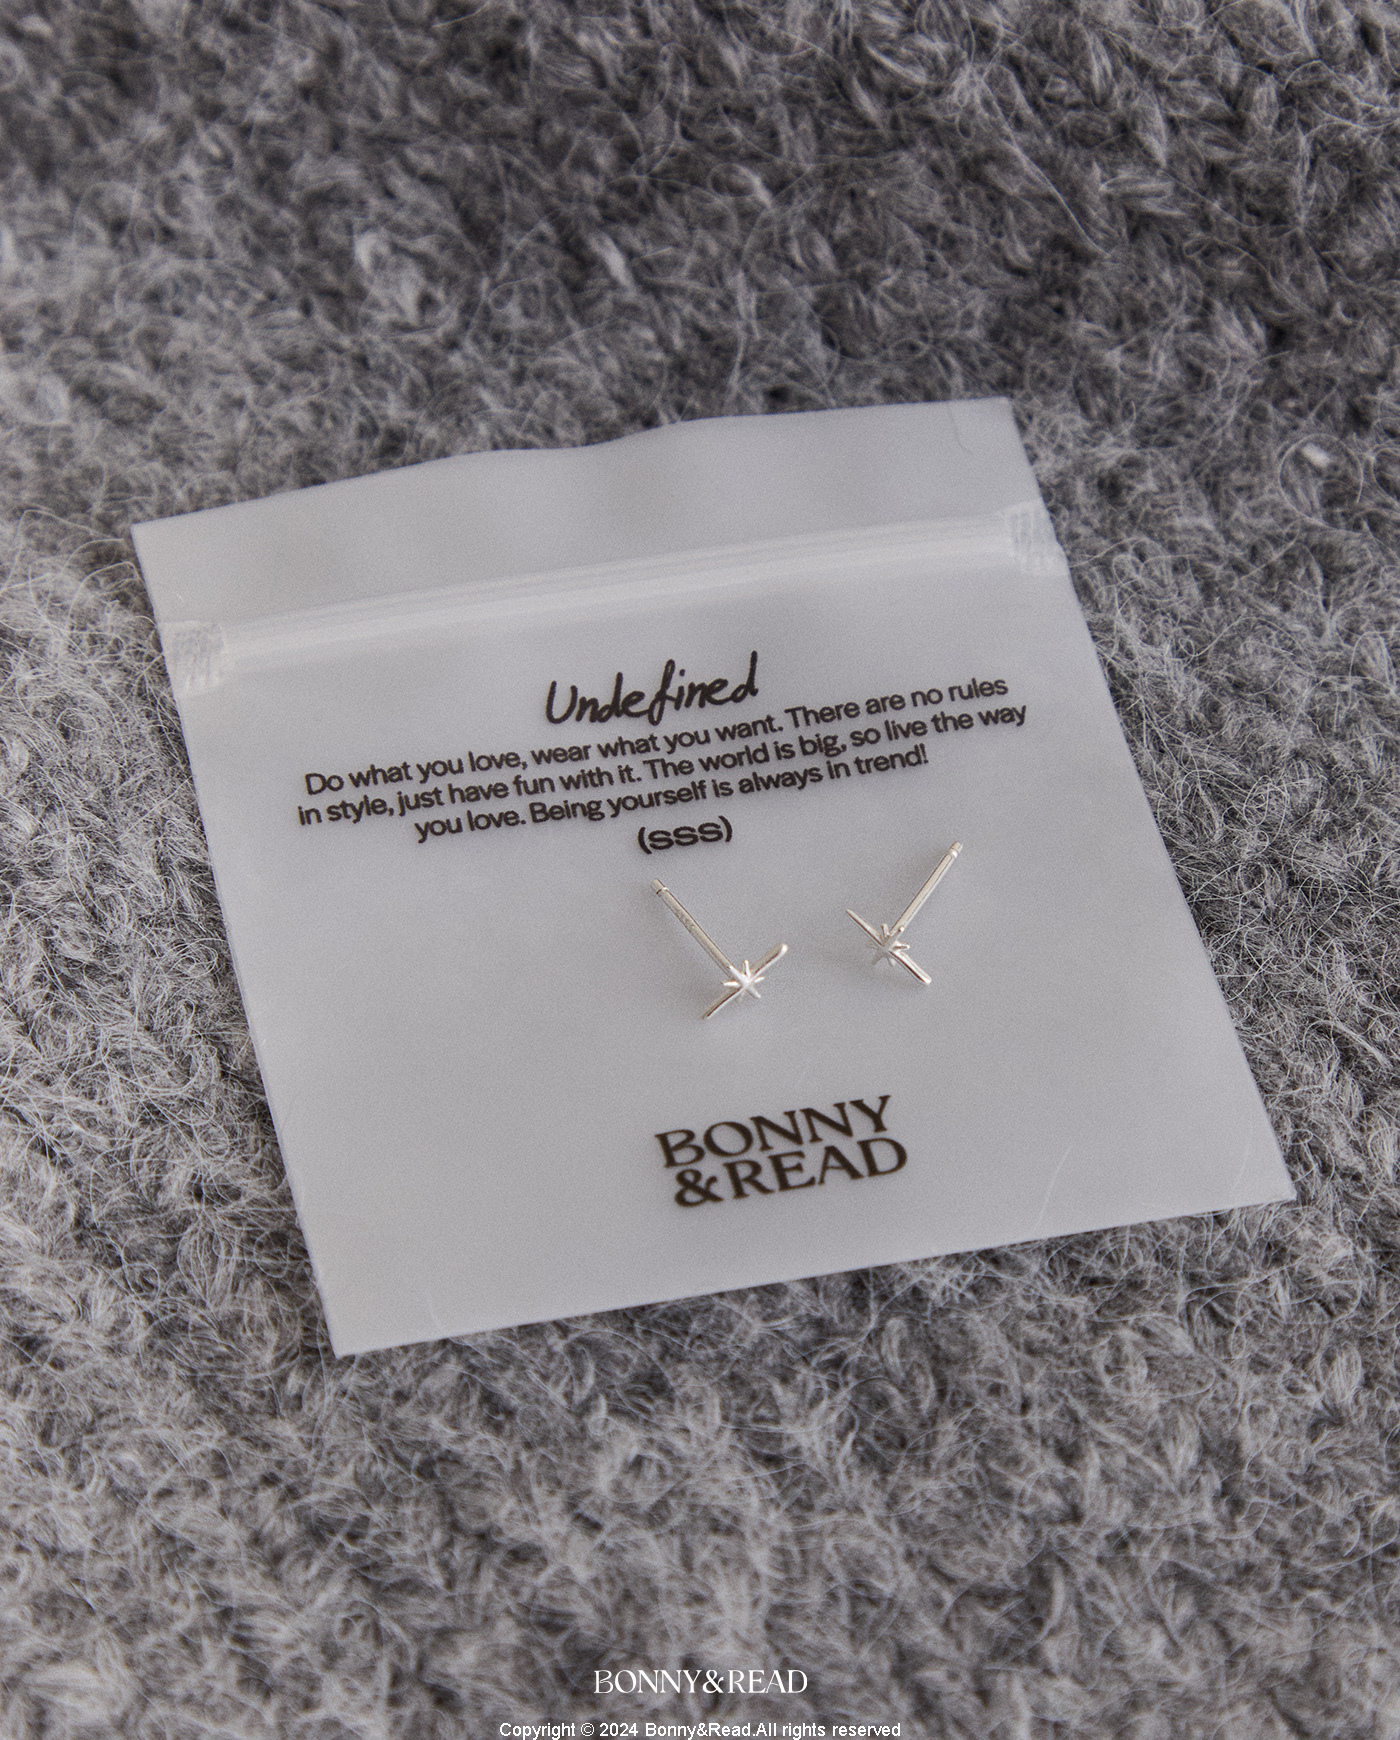 Undefined
Do what you love, wear what you want. There are no rules
in style, just have fun with it. The world is big, so live the way
you love. Being yourself is always in trend!
(sss)
BONNY
&READ
BONNY&READ
Copyright © 2024 Bonny&Read.All rights reserved